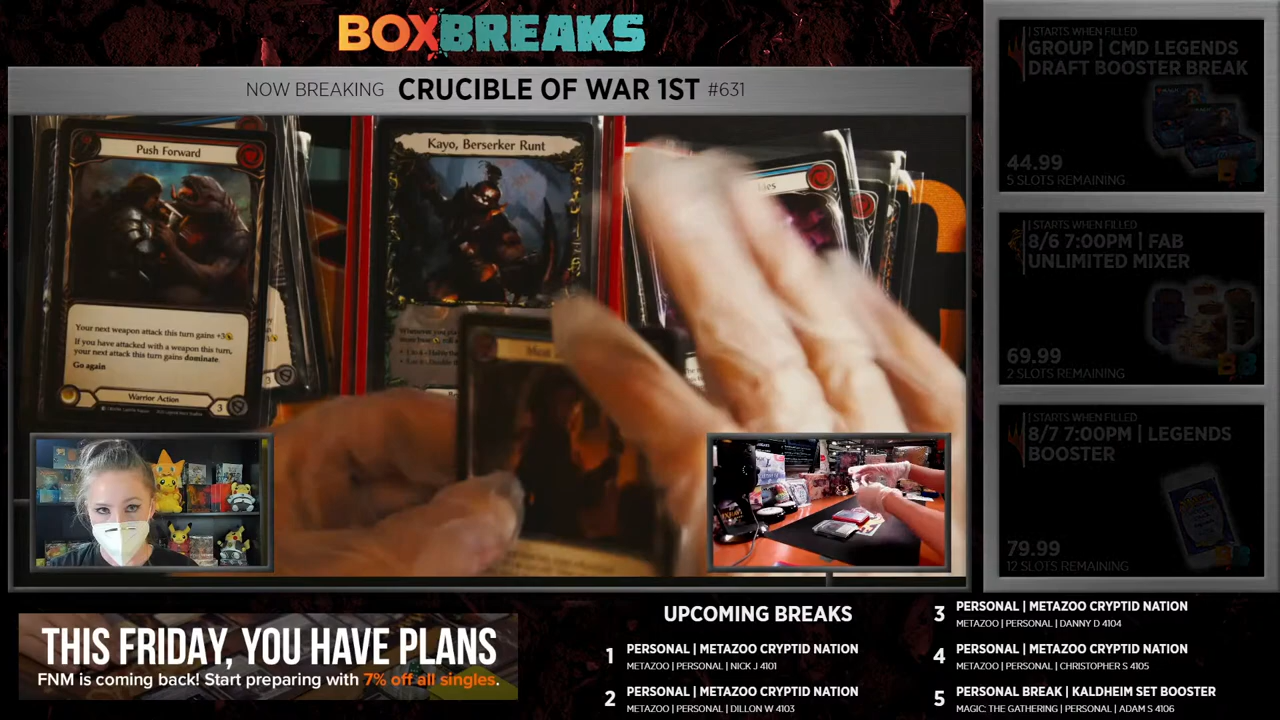 BOXBREAKS
NOW BREAKING CRUCIBLE OF WAR 1ST #631
Push Forward
Your next weapon attack this turn gains +3
If you have attacked with a weapon this turn,
your next attack this turn gains dominate.
Go again
Warrior Action
3
3
Kayo, Berserker Runt
Whenever you
| STARTS WHEN FILLED
GROUP | CMD LEGENDS
DRAFT BOOSTER BREAK
44.99
5 SLOTS REMAINING
| STARTS WHEN FILLED
8/6 7:00PM | FAB
UNLIMITED MIXER
69.99
2 SLOTS REMAINING
| STARTS WHEN FILLED
8/7 7:00PM | LEGENDS
BOOSTER
79.99
12 SLOTS REMAINING
THIS FRIDAY, YOU HAVE PLANS
FNM is coming back! Start preparing with 7% off all singles.
UPCOMING BREAKS
1 PERSONAL | METAZOO CRYPTID NATION
METAZOO | PERSONAL | NICK J 4101
2 PERSONAL | METAZOO CRYPTID NATION
METAZOO | PERSONAL | DILLON W 4103
3 PERSONAL | METAZOO CRYPTID NATION
METAZOO | PERSONAL | DANNY D 4104
4 PERSONAL | METAZOO CRYPTID NATION
METAZOO | PERSONAL | CHRISTOPHER S 4105
5 PERSONAL BREAK | KALDHEIM SET BOOSTER
MAGIC: THE GATHERING | PERSONAL | ADAM S 4106